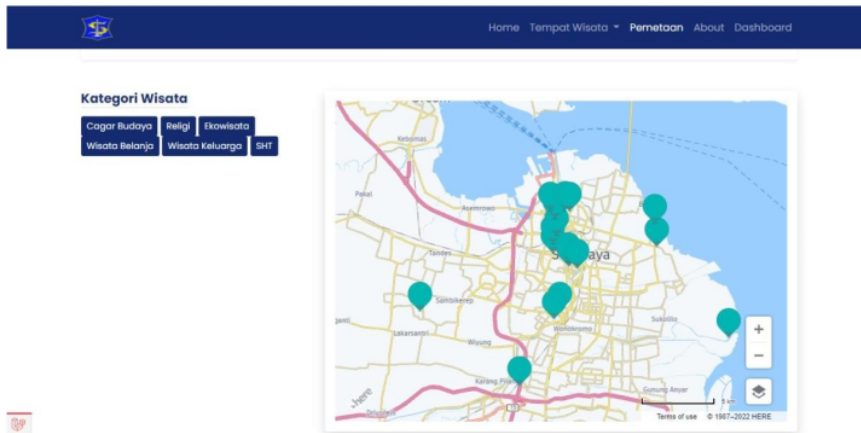 Home Tempat Wisata Pemetaan About Dashboard
Kategori Wisata
Cagar Budaya Religi Ekowisata
Wisata Belanja Wisata Keluarga SHT
Kebomas
Asemrowo
Tandes
Sambikerep
Lakarsantri
Wiyung
Wonokromo
Sukolilo
Karang
Gunung Anyar
here
5 km
Terms of use © 1987–2022 HERE